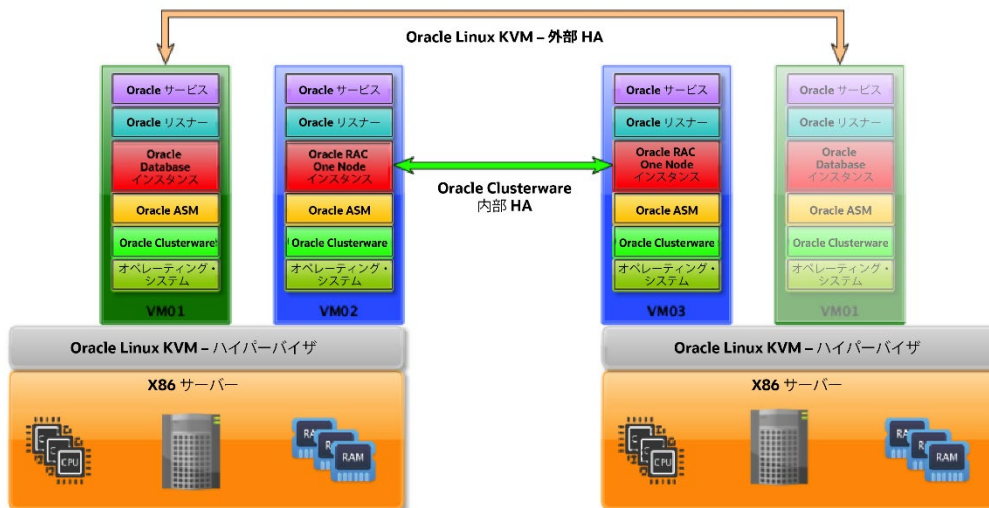 Oracle Linux KVM – 外部 HA
Oracle サービス
Oracle リスナー
Oracle
Database
インスタンス
Oracle ASM
Oracle Clusterware
オペレーティング・
システム
VM01
Oracle サービス
Oracle リスナー
Oracle RAC
One Node
インスタンス
Oracle ASM
Oracle Clusterware
オペレーティング・
システム
VM02
Oracle Clusterware
内部 HA
Oracle サービス
Oracle リスナー
Oracle RAC
One Node
インスタンス
Oracle ASM
Oracle Clusterware
オペレーティング・
システム
VM03
Oracle サービス
Oracle リスナー
Oracle
Database
インスタンス
Oracle ASM
Oracle Clusterware
オペレーティング・
システム
VM01
Oracle Linux KVM – ハイパーバイザ
X86 サーバー
CPU
RAM
RAM
Oracle Linux KVM – ハイパーバイザ
X86 サーバー
CPU
RAM
RAM